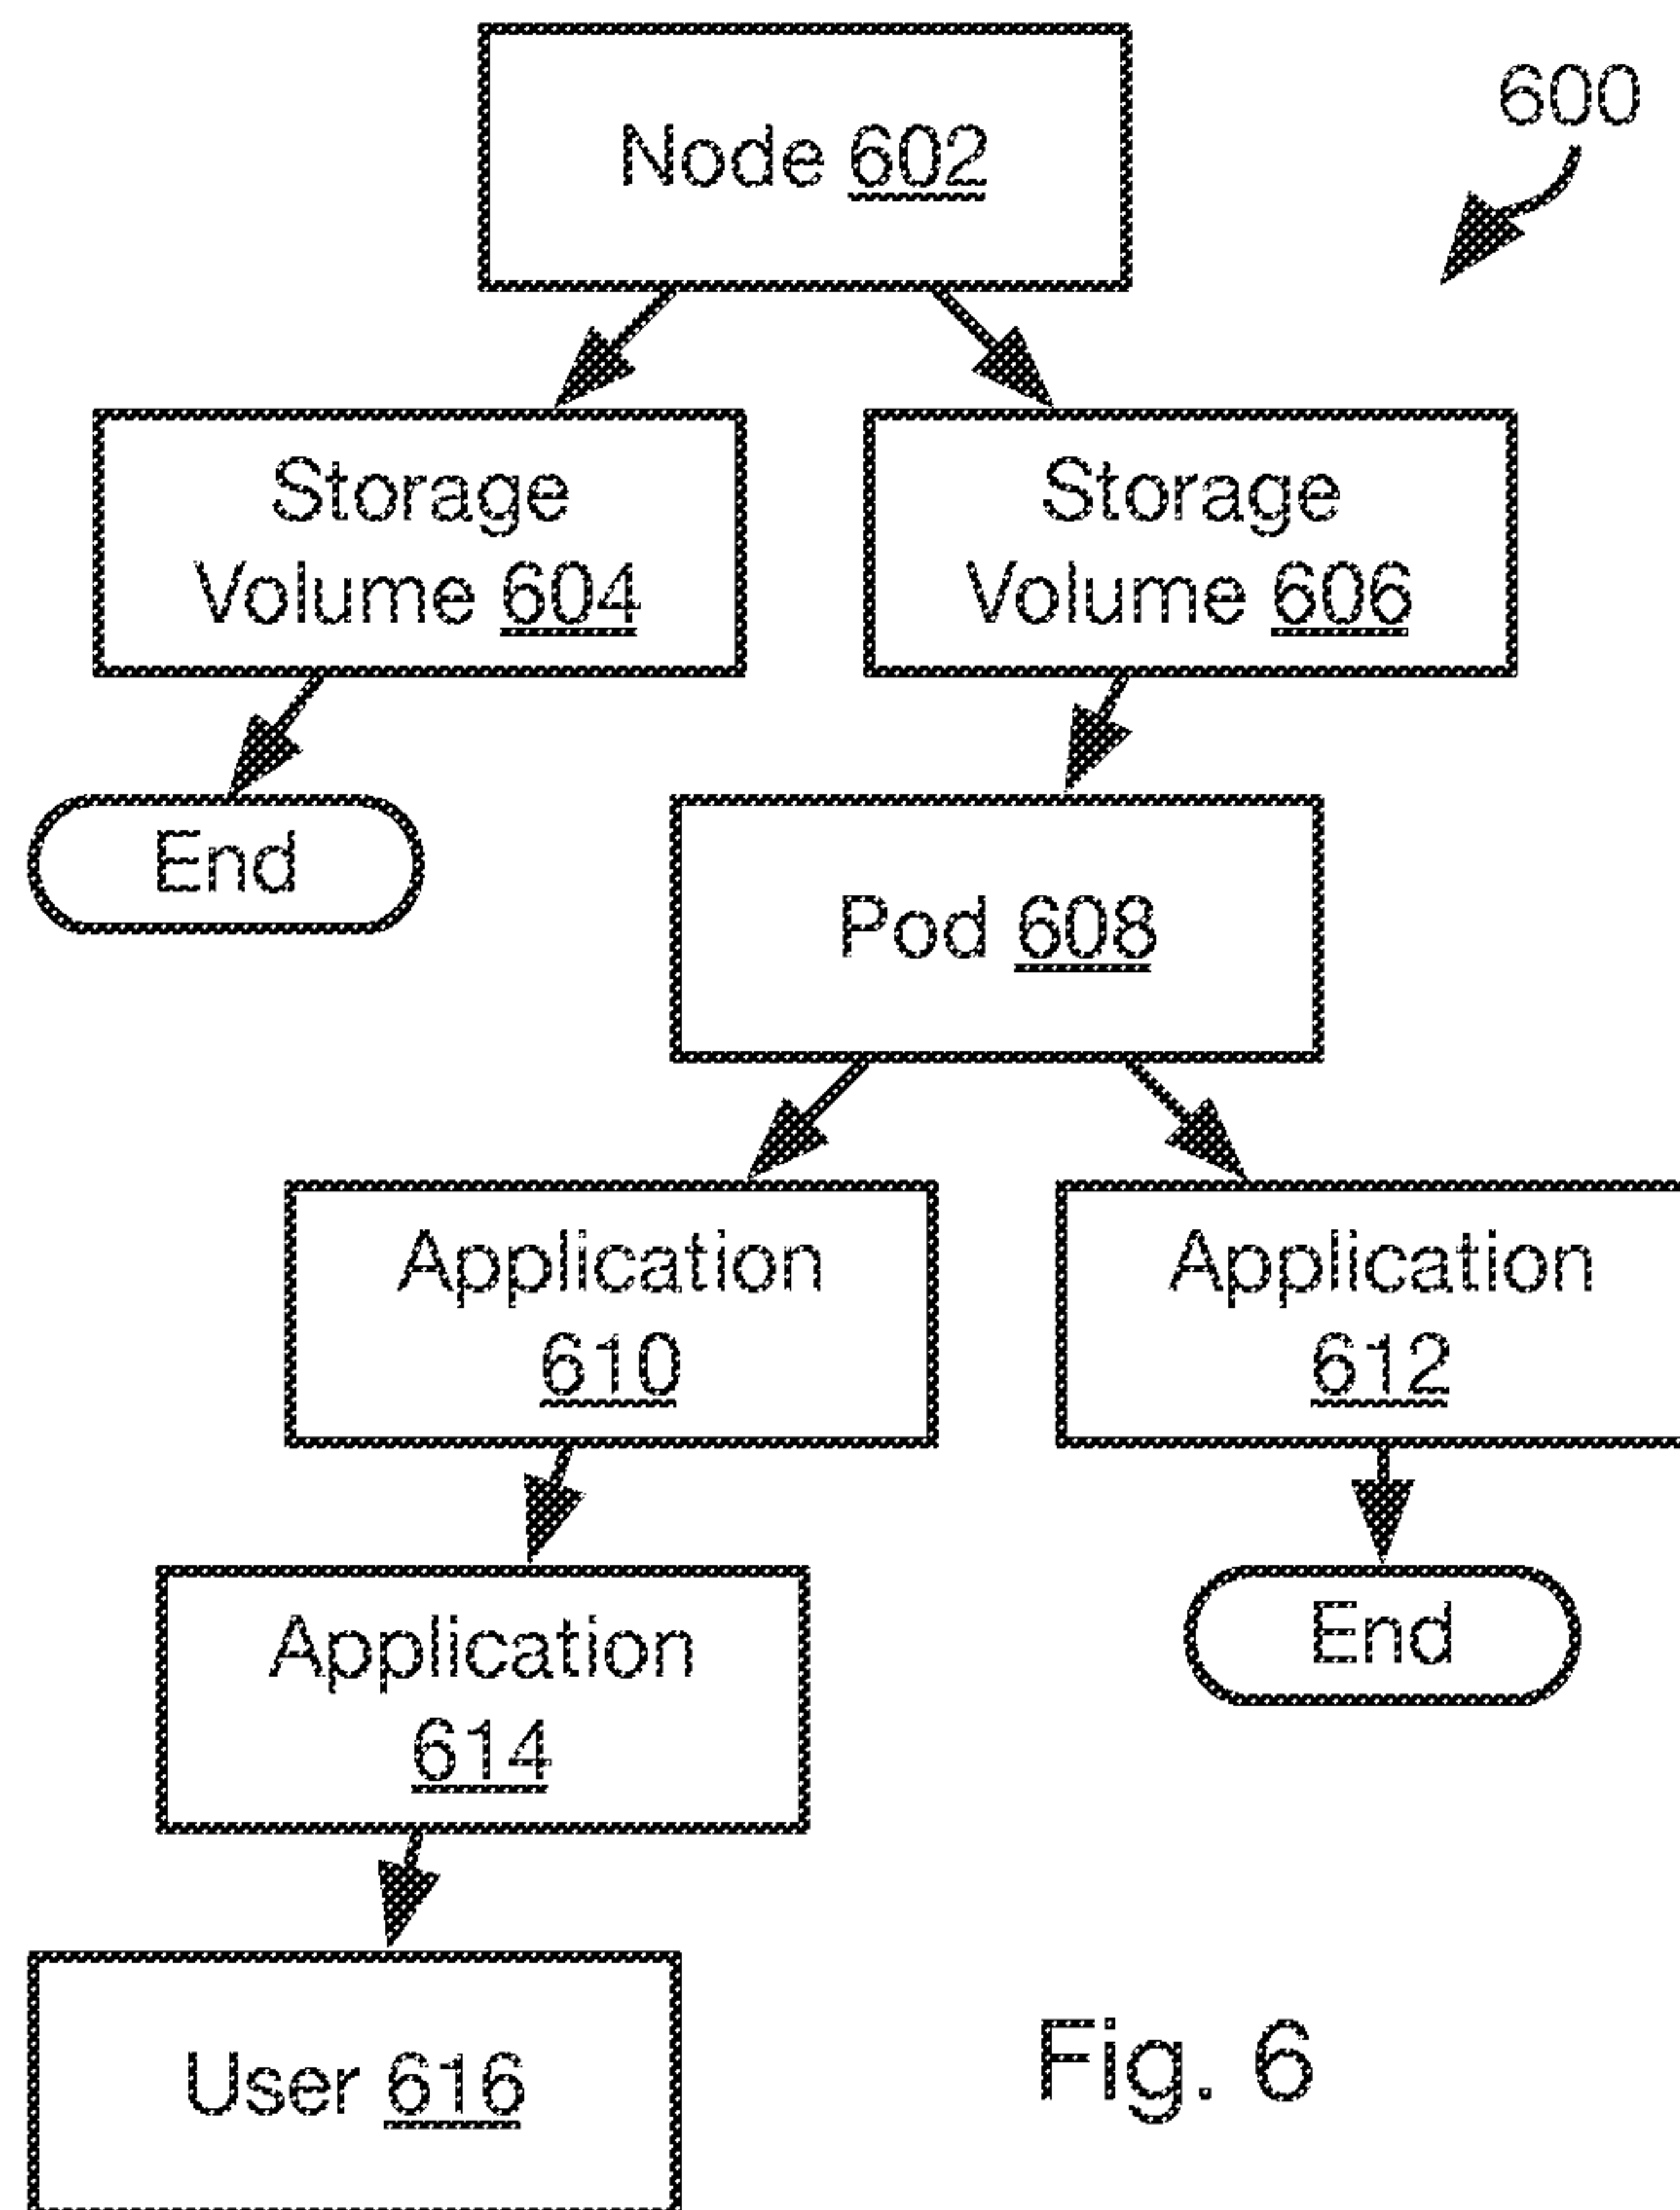 Node 602
600
Storage
Volume 604
Storage
Volume 606
End
Pod 608
Application
610
Application
612
Application
614
End
User 616
Fig. 6